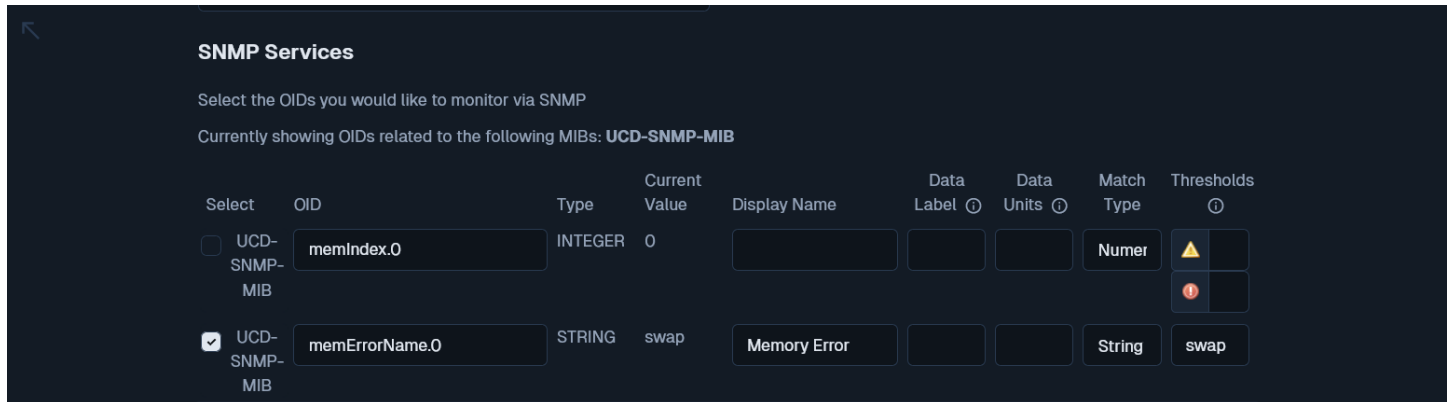 SNMP Services
Select the OIDs you would like to monitor via SNMP
Currently showing OIDs related to the following MIBs: UCD-SNMP-MIB
Select OID Type Current Value Display Name Data Label Data Units Match Type Thresholds
UCD-SNMP-MIB memIndex.0 INTEGER 0 Numer
UCD-SNMP-MIB memErrorName.0 STRING swap Memory Error String swap